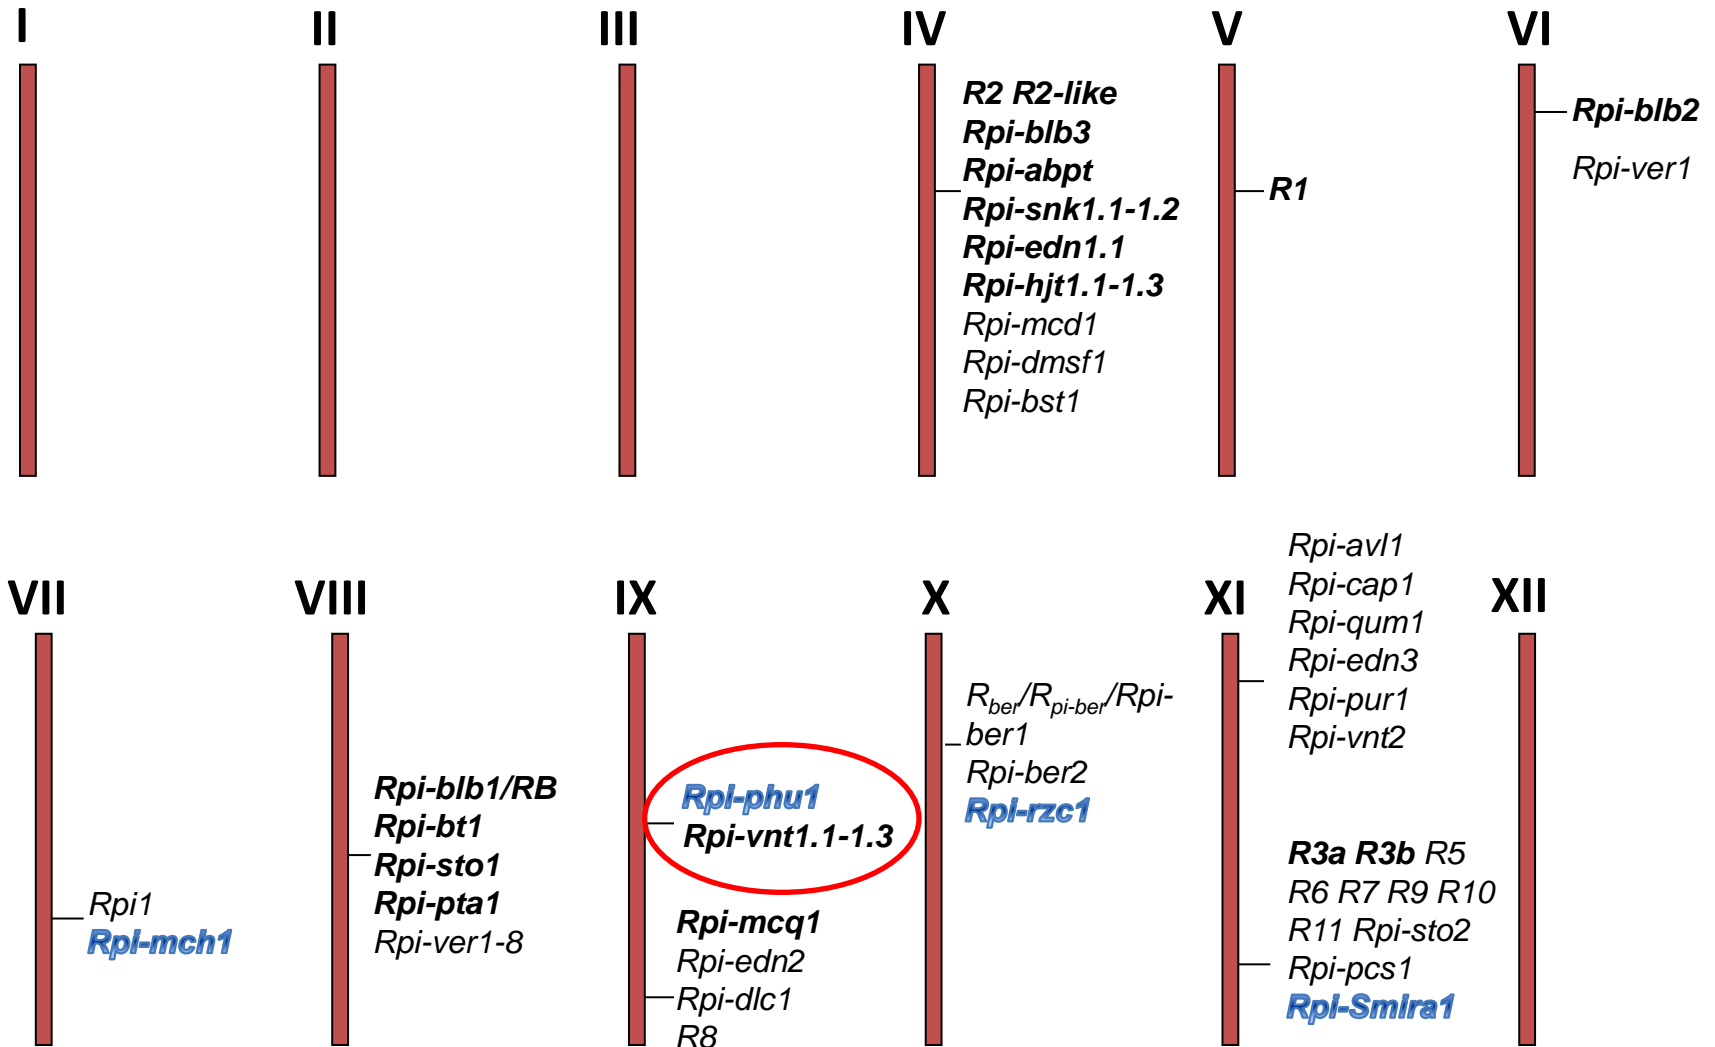 I
II
III
IV
V
VI
R2 R2-like
Rpi-blb3
Rpi-abpt
Rpi-snk1.1-1.2
Rpi-edn1.1
Rpi-hjt1.1-1.3
Rpi-mcd1
Rpi-dmsf1
Rpi-bst1
R1
Rpi-blb2
Rpi-ver1
VII
VIII
IX
X
XI
XII
Rpi1
Rpi-mch1
Rpi-blb1/RB
Rpi-bt1
Rpi-sto1
Rpi-pta1
Rpi-ver1-8
Rpi-phu1
Rpi-vnt1.1-1.3
Rpi-mcq1
Rpi-edn2
Rpi-dlc1
R8
Rber/Rpi-ber/Rpi-
ber1
Rpi-ber2
Rpi-rzc1
Rpi-avl1
Rpi-cap1
Rpi-qum1
Rpi-edn3
Rpi-pur1
Rpi-vnt2
R3a R3b R5
R6 R7 R9 R10
R11 Rpi-sto2
Rpi-pcs1
Rpi-Smira1